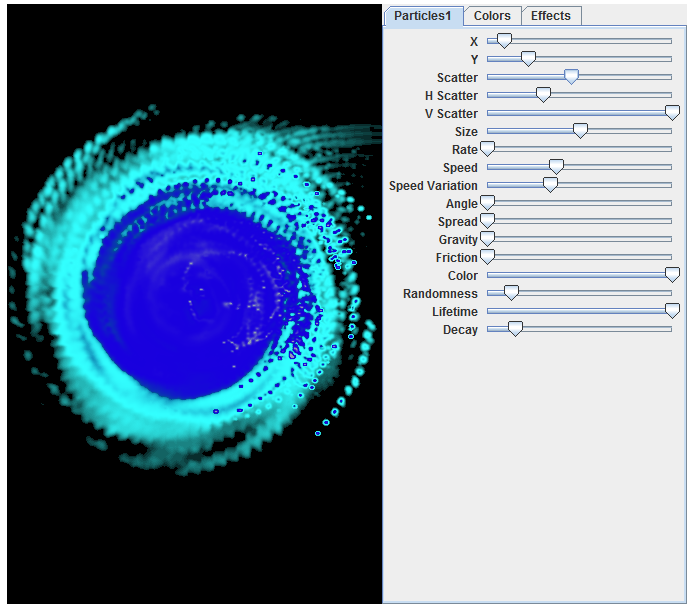 Particles1 Colors Effects
X
Y
Scatter
H Scatter
V Scatter
Size
Rate
Speed
Speed Variation
Angle
Spread
Gravity
Friction
Color
Randomness
Lifetime
Decay